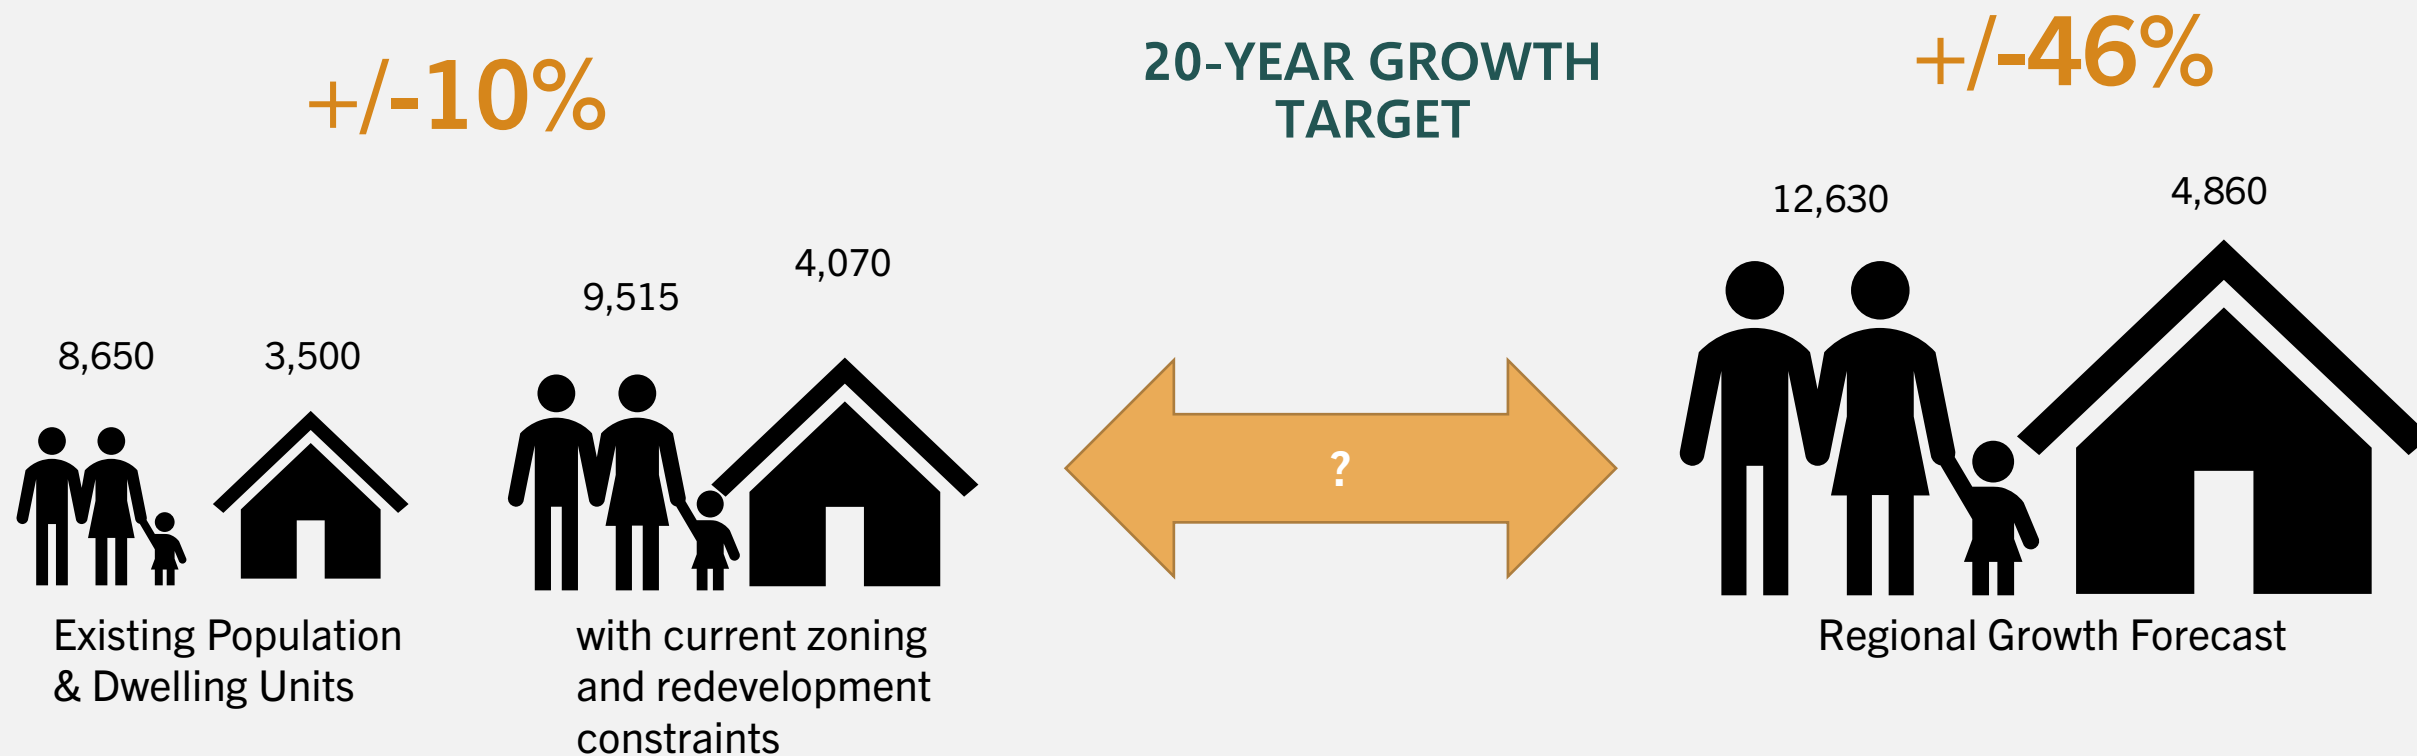 +/-10%
20-YEAR GROWTH
TARGET
+/-46%
8,650
3,500
9,515
4,070
?
12,630
4,860
Existing Population
& Dwelling Units
with current zoning
and redevelopment
constraints
Regional Growth Forecast